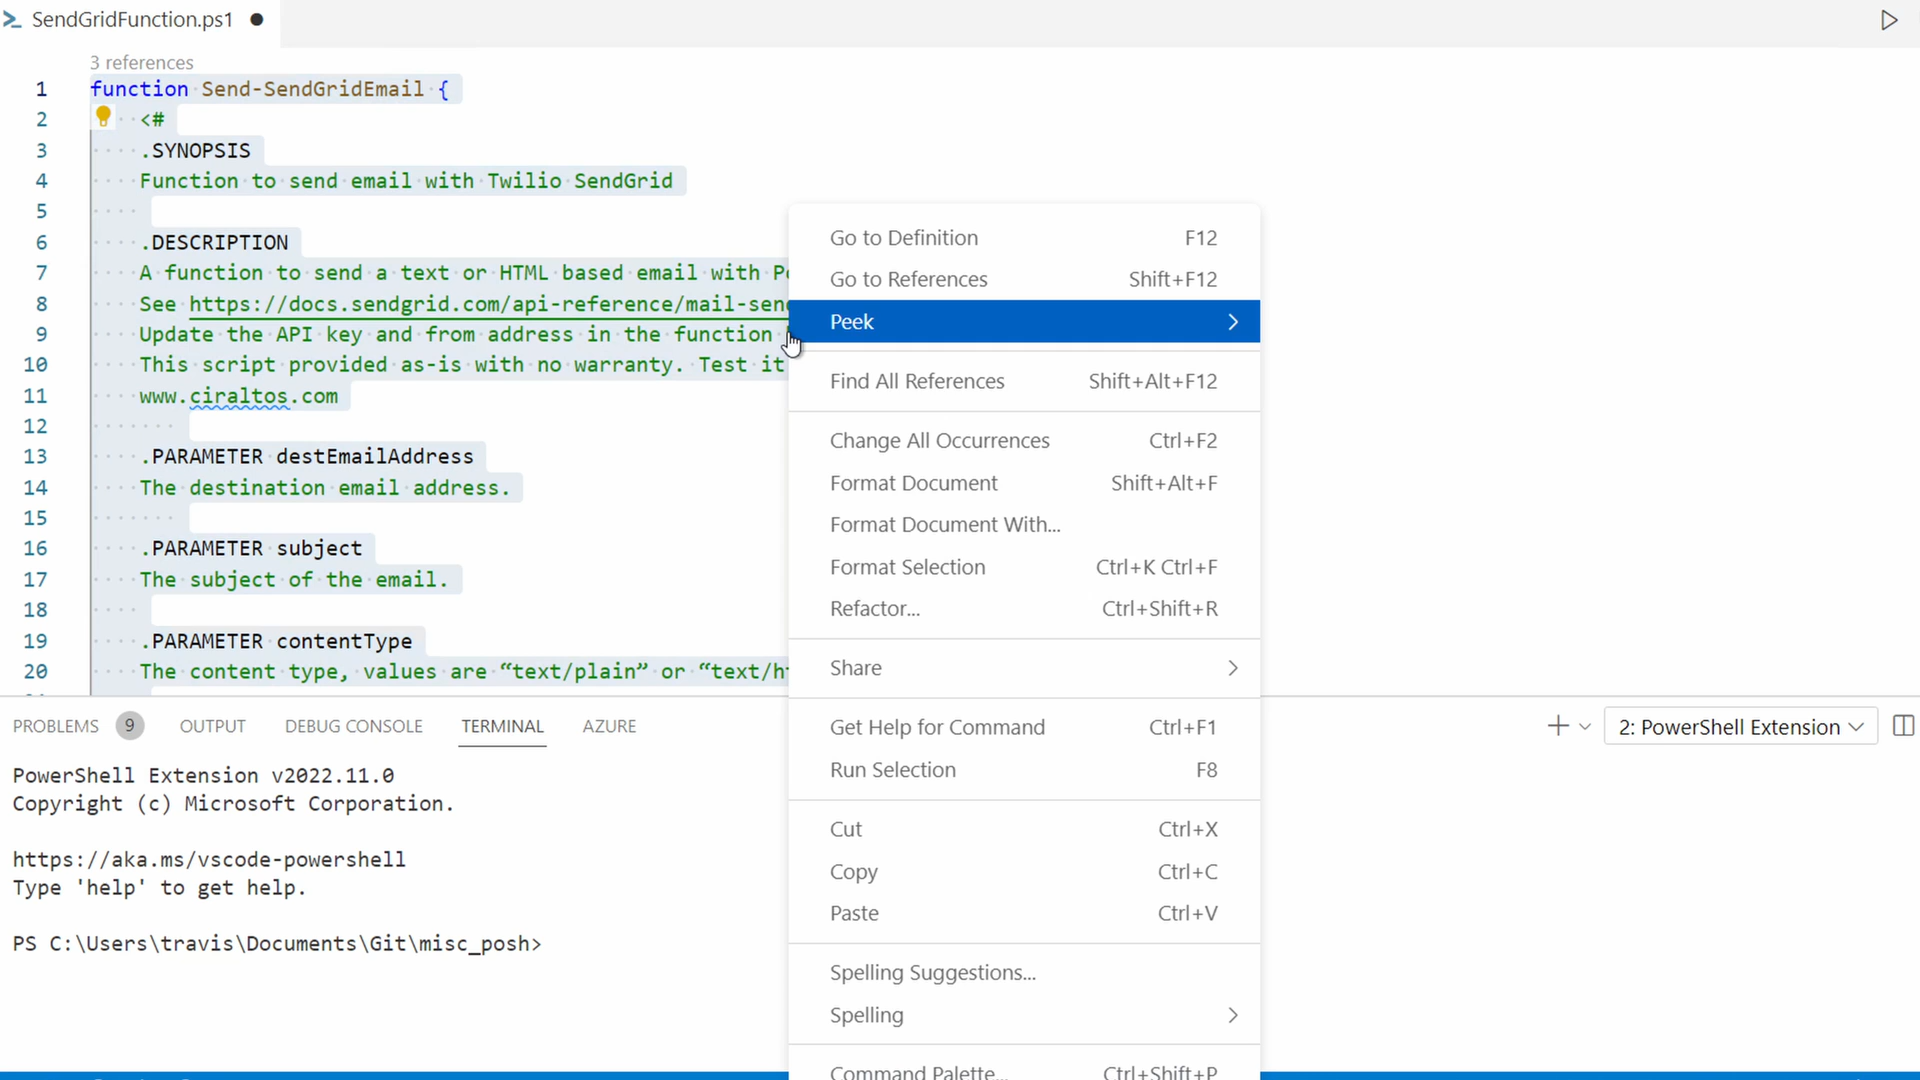 SendGridFunction.ps1
3 references
1 function Send-SendGridEmail {
2 <#
3 .SYNOPSIS
4 Function to send email with Twilio SendGrid
5
6 .DESCRIPTION
7 A function to send a text or HTML based email with
8 See https://docs.sendgrid.com/api-reference/mail-send
9 Update the API key and from address in the function
10 This script provided as-is with no warranty. Test it
11 www.ciraltos.com
12
13 .PARAMETER destEmailAddress
14 The destination email address.
15
16 .PARAMETER subject
17 The subject of the email.
18
19 .PARAMETER contentType
20 The content type, values are “text/plain” or “text/h
Go to Definition F12
Go to References Shift+F12
Peek
Find All References Shift+Alt+F12
Change All Occurrences Ctrl+F2
Format Document Shift+Alt+F
Format Document With...
Format Selection Ctrl+K Ctrl+F
Refactor... Ctrl+Shift+R
Share
Get Help for Command Ctrl+F1
Run Selection F8
Cut Ctrl+X
Copy Ctrl+C
Paste Ctrl+V
Spelling Suggestions...
Spelling
Command Palette... Ctrl+Shift+P
PROBLEMS 9 OUTPUT DEBUG CONSOLE TERMINAL AZURE 2: PowerShell Extension
PowerShell Extension v2022.11.0
Copyright (c) Microsoft Corporation.
https://aka.ms/vscode-powershell
Type 'help' to get help.
PS C:\Users\travis\Documents\Git\misc_posh>